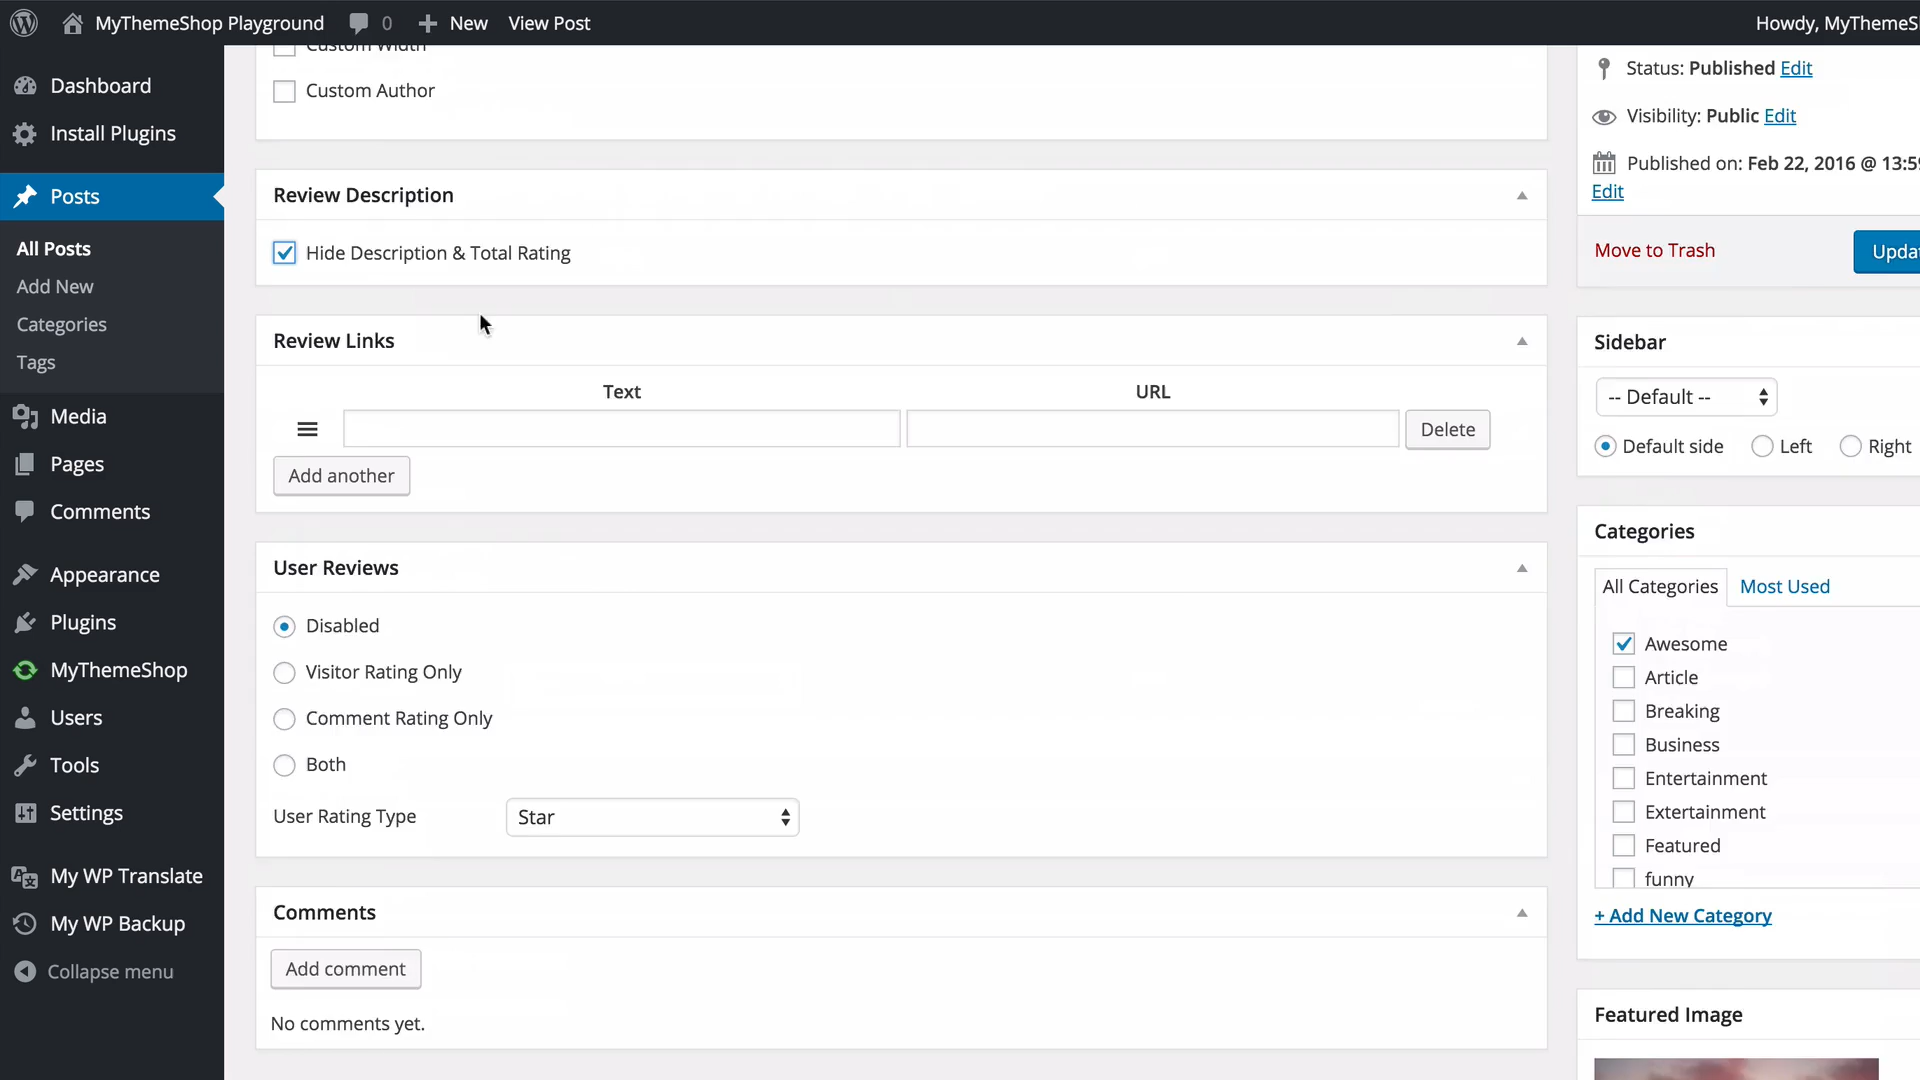 MyThemeShop Playground 0 New View Post Howdy, MyThemeS
Dashboard
Install Plugins
Posts
All Posts
Add New
Categories
Tags
Media
Pages
Comments
Appearance
Plugins
MyThemeShop
Users
Tools
Settings
My WP Translate
My WP Backup
Collapse menu
Custom Width
Custom Author
Review Description
Hide Description & Total Rating
Review Links
Text URL
Delete
Add another
User Reviews
Disabled
Visitor Rating Only
Comment Rating Only
Both
User Rating Type Star
Comments
Add comment
No comments yet.
Status: Published Edit
Visibility: Public Edit
Published on: Feb 22, 2016 @ 13:59
Edit
Move to Trash Updat
Sidebar
-- Default --
Default side Left Right
Categories
All Categories Most Used
Awesome
Article
Breaking
Business
Entertainment
Extertainment
Featured
funny
+ Add New Category
Featured Image